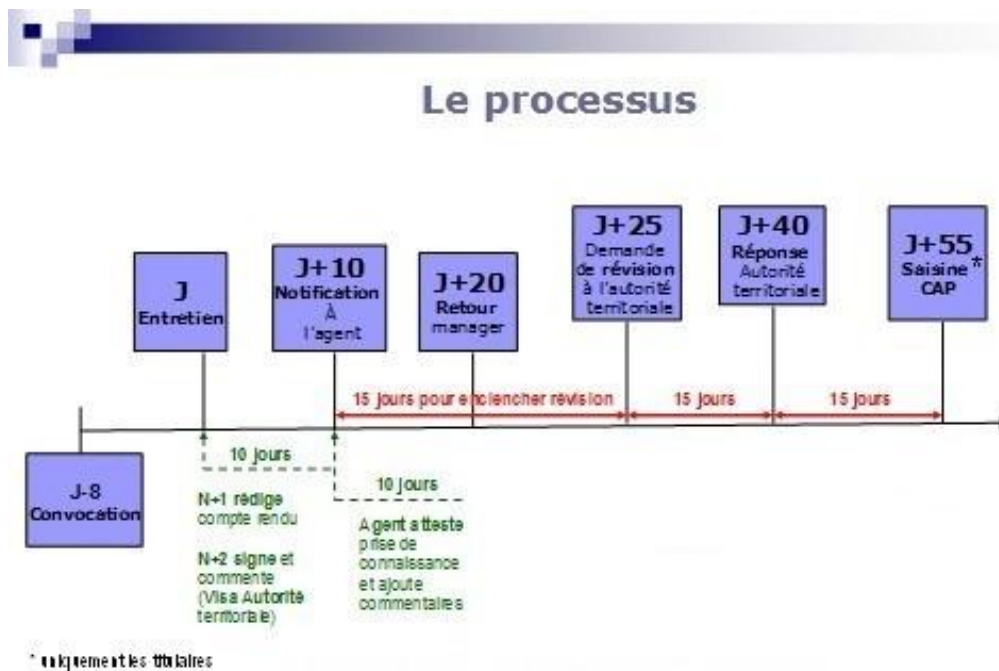 Le processus
J
Entretien
J+10
Notification
À
l'agent
J+20
Retour
manager
J+25
Demande
de révision
à l'autorité
territoriale
J+40
Réponse
Autorité
territoriale
J+55
Saisine *
CAP
15 jours pour enclencher révision
15 jours
15 jours
J-8
Convocation
10 jours
N+1 rédige
compte rendu
N+2 signe et
commente
(Visa Autorité
territoriale)
10 jours
Agent atteste
prise de
connaissance
et ajoute
commentaires
* uniquement les titulaires